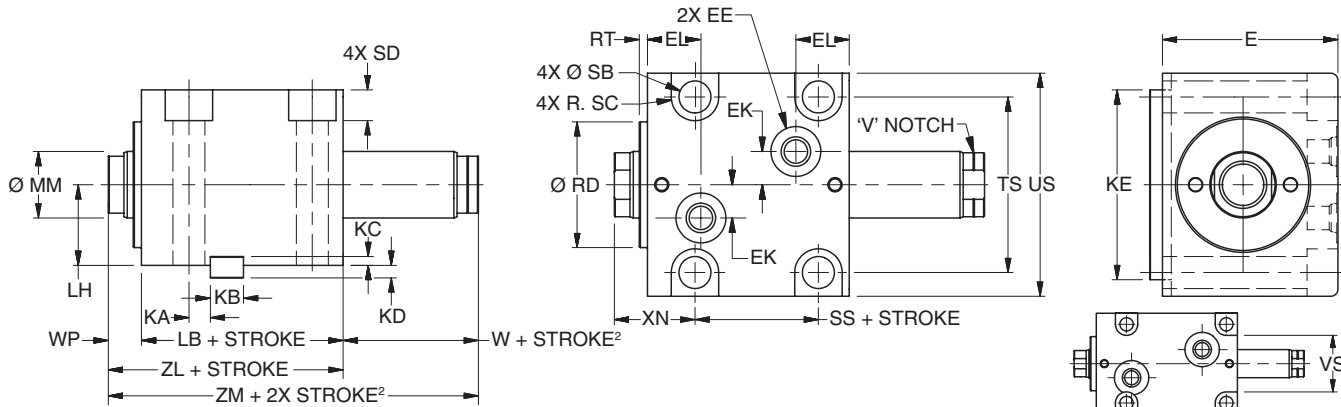 4X SD
Ø MM
LH
KA
KB
KC
KD
WP
LB + STROKE
W + STROKE²
ZL + STROKE
ZM + 2X STROKE²
RT
EL
2X EE
EL
4X Ø SB
4X R. SC
EK
'V' NOTCH
Ø RD
TS
US
EK
XN
SS + STROKE
E
KE
VS